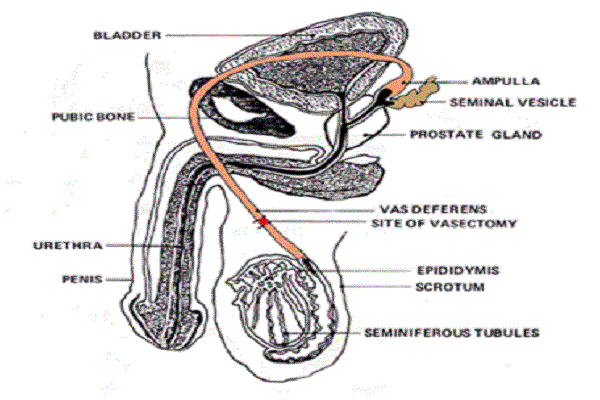 BLADDER
AMPULLA
SEMINAL VESICLE
PUBIC BONE
PROSTATE GLAND
VAS DEFERENS
SITE OF VASECTOMY
URETHRA
EPIDIDYMIS
PENIS
SCROTUM
SEMINIFEROUS TUBULES